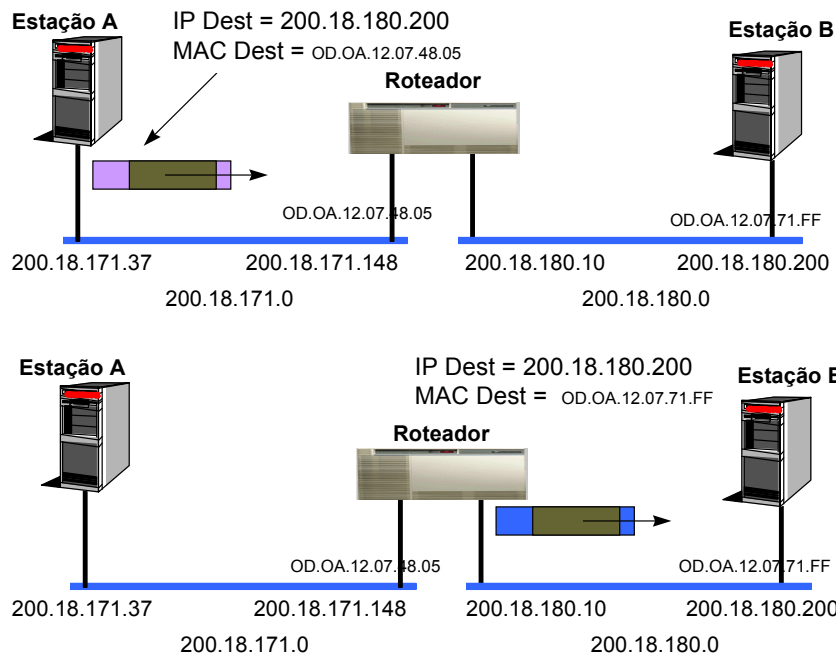 Estação A
IP Dest = 200.18.180.200
MAC Dest = OD.OA.12.07.48.05
Estação B
Roteador
OD.OA.12.07.48.05
OD.OA.12.07.71.FF
200.18.171.37
200.18.171.148
200.18.180.10
200.18.180.200
200.18.171.0
200.18.180.0
Estação A
IP Dest = 200.18.180.200
MAC Dest = OD.OA.12.07.71.FF
Estação B
Roteador
OD.OA.12.07.48.05
OD.OA.12.07.71.FF
200.18.171.37
200.18.171.148
200.18.180.10
200.18.180.200
200.18.171.0
200.18.180.0